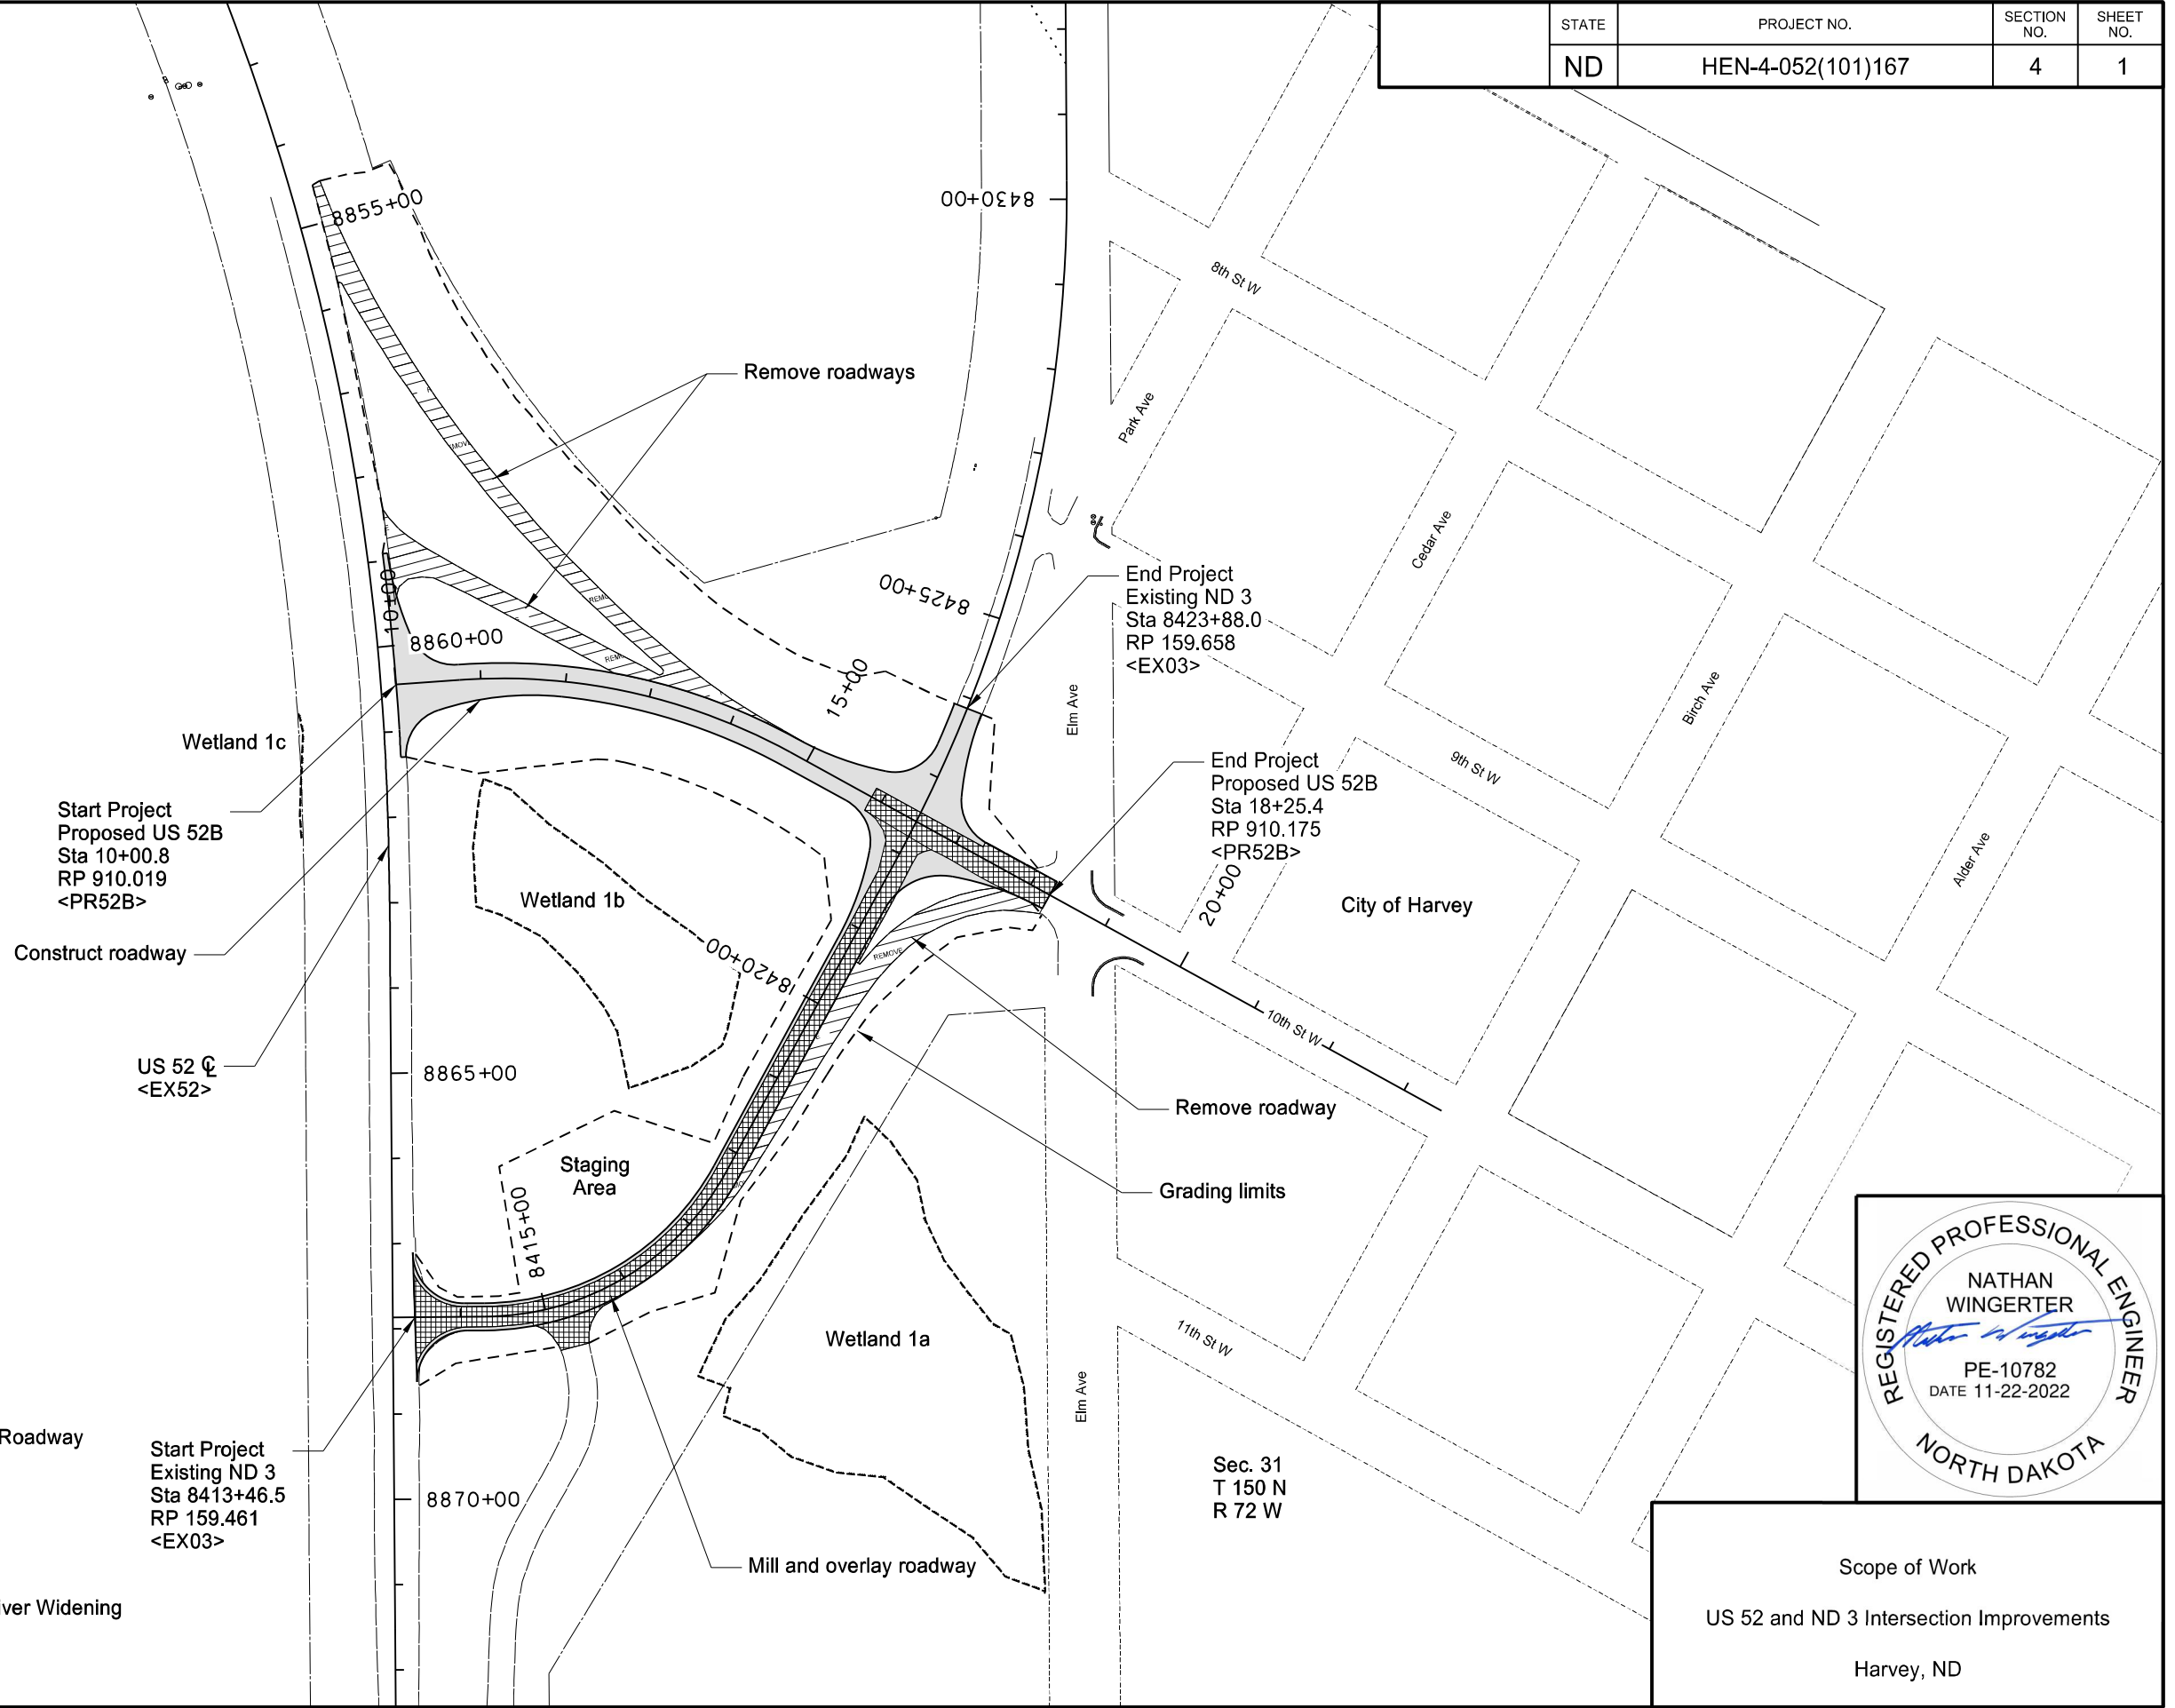 STATE
PROJECT NO.
SECTION NO.
SHEET NO.
ND
HEN-4-052(101)167
4
1
8855+00
8430+00
8th St W
Remove roadways
Park Ave
Cedar Ave
8425+00
10+00
8860+00
REMOVE
End Project
Existing ND 3
Sta 8423+88.0
RP 159.658
<EX03>
15+00
Elm Ave
Birch Ave
Wetland 1c
9th St W
End Project
Proposed US 52B
Sta 18+25.4
RP 910.175
<PR52B>
Start Project
Proposed US 52B
Sta 10+00.8
RP 910.019
<PR52B>
Alder Ave
20+00
Wetland 1b
City of Harvey
Construct roadway
8420+00
10th St W
US 52 ℄
<EX52>
8865+00
Remove roadway
Staging
Area
Grading limits
8415+00
Wetland 1a
11th St W
Elm Ave
Roadway
Start Project
Existing ND 3
Sta 8413+46.5
RP 159.461
<EX03>
8870+00
Sec. 31
T 150 N
R 72 W
Mill and overlay roadway
ver Widening
REGISTERED PROFESSIONAL ENGINEER
NATHAN
WINGERTER
Nathan Wingerter
PE-10782
DATE 11-22-2022
NORTH DAKOTA
Scope of Work
US 52 and ND 3 Intersection Improvements
Harvey, ND